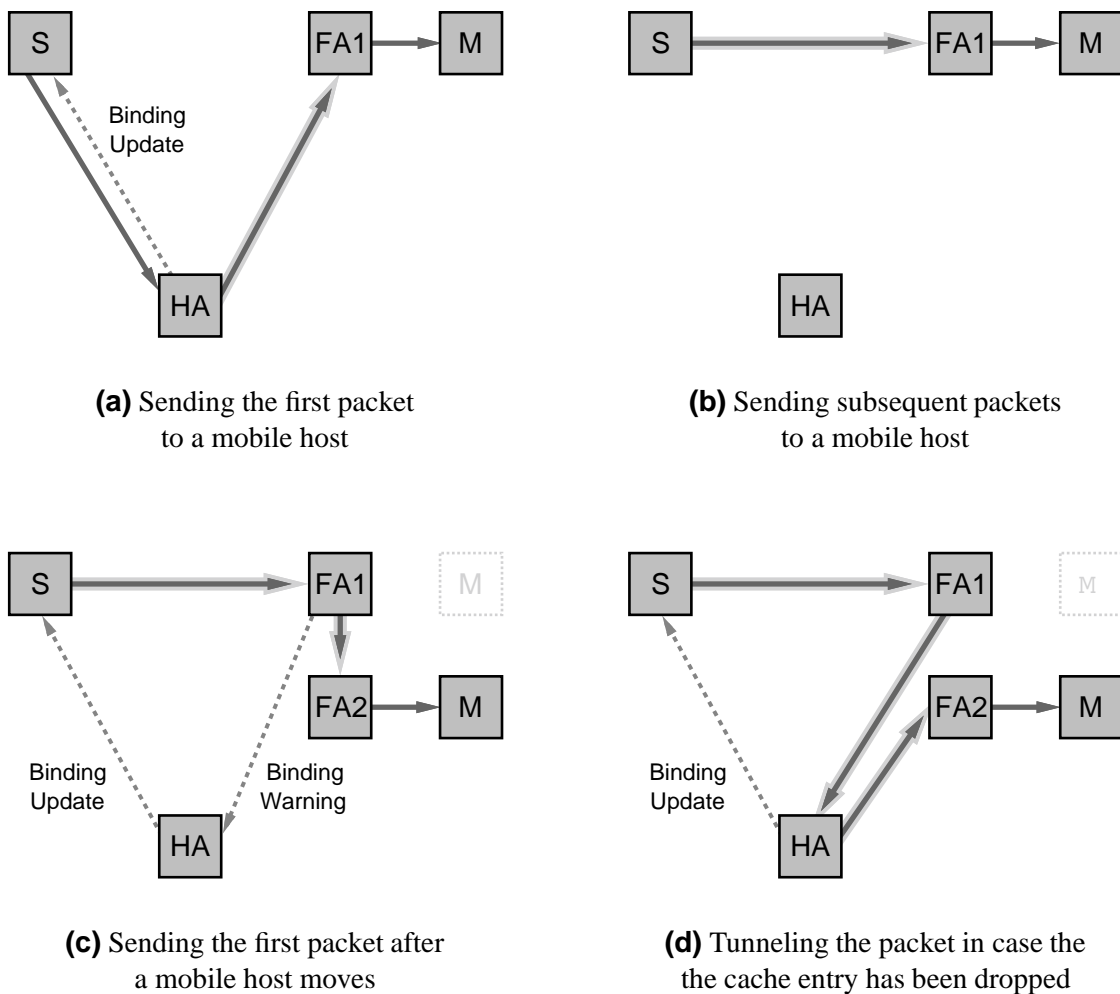 S
FA1
M
Binding
Update
HA
(a) Sending the first packet
to a mobile host
S
FA1
M
HA
(b) Sending subsequent packets
to a mobile host
S
FA1
M
FA2
M
Binding
Update
Binding
Warning
HA
(c) Sending the first packet after
a mobile host moves
S
FA1
M
FA2
M
Binding
Update
HA
(d) Tunneling the packet in case the
the cache entry has been dropped